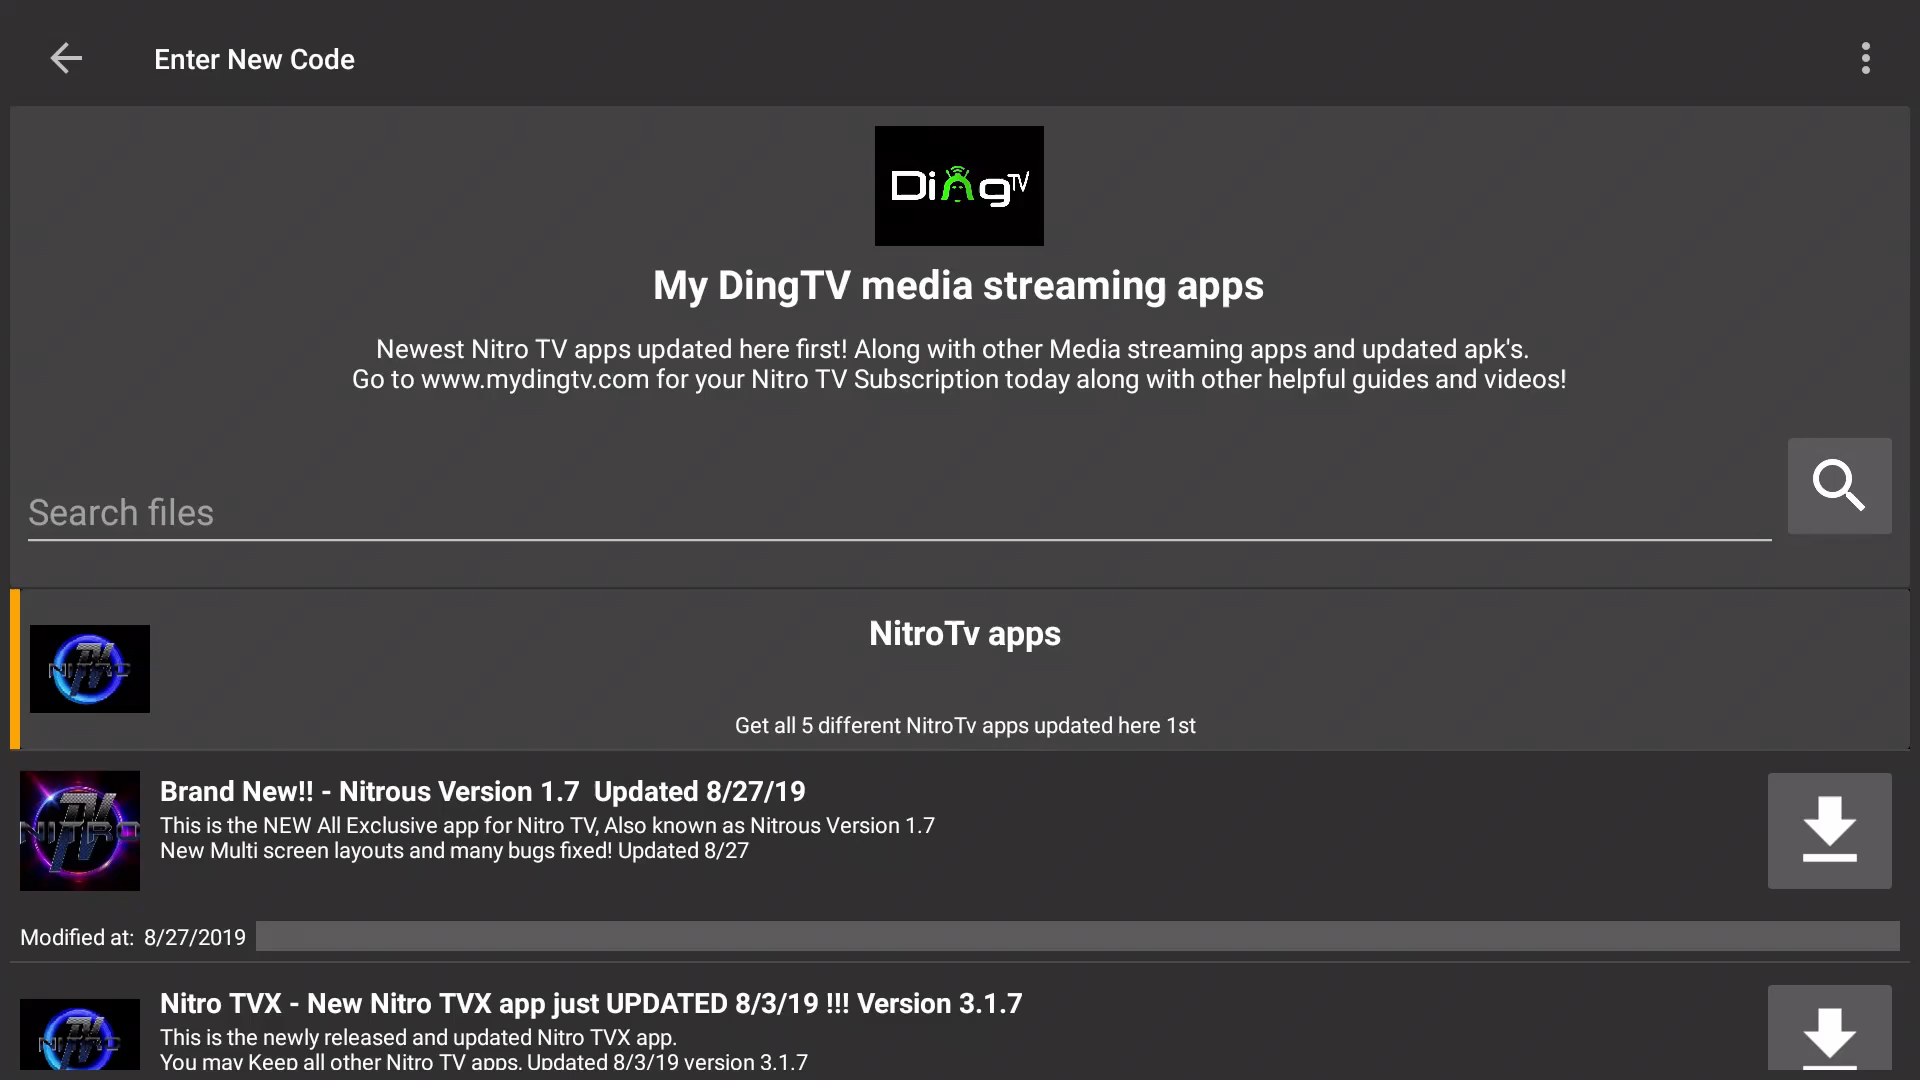 Enter New Code
DingTV
My DingTV media streaming apps
Newest Nitro TV apps updated here first! Along with other Media streaming apps and updated apk's.
Go to www.mydingtv.com for your Nitro TV Subscription today along with other helpful guides and videos!
Search files
NITRO TV
NitroTv apps
Get all 5 different NitroTv apps updated here 1st
NITRO TV
Brand New!! - Nitrous Version 1.7  Updated 8/27/19
This is the NEW All Exclusive app for Nitro TV, Also known as Nitrous Version 1.7
New Multi screen layouts and many bugs fixed! Updated 8/27
Modified at:  8/27/2019
NITRO TV
Nitro TVX - New Nitro TVX app just UPDATED 8/3/19 !!! Version 3.1.7
This is the newly released and updated Nitro TVX app.
You may Keep all other Nitro TV apps. Updated 8/3/19 version 3.1.7